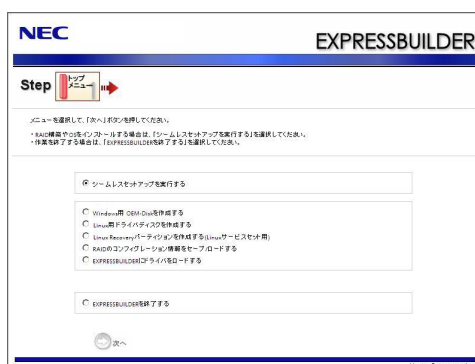 NEC
EXPRESSBUILDER
Step
トップ
メニュー
メニューを選択して、「次へ」ボタンを押してください。
・RAID構築やOSをインストールする場合は、「シームレスセットアップを実行する」を選択してください。
・作業を終了する場合は、「EXPRESSBUILDERを終了する」を選択してください。
シームレスセットアップを実行する
Windows用 OEM-Diskを作成する
Linux用ドライバディスクを作成する
Linux Recoveryパーティションを作成する(Linuxサービスセット用)
RAIDのコンフィグレーション情報をセーブ/ロードする
EXPRESSBUILDERにドライバをロードする
EXPRESSBUILDERを終了する
次へ